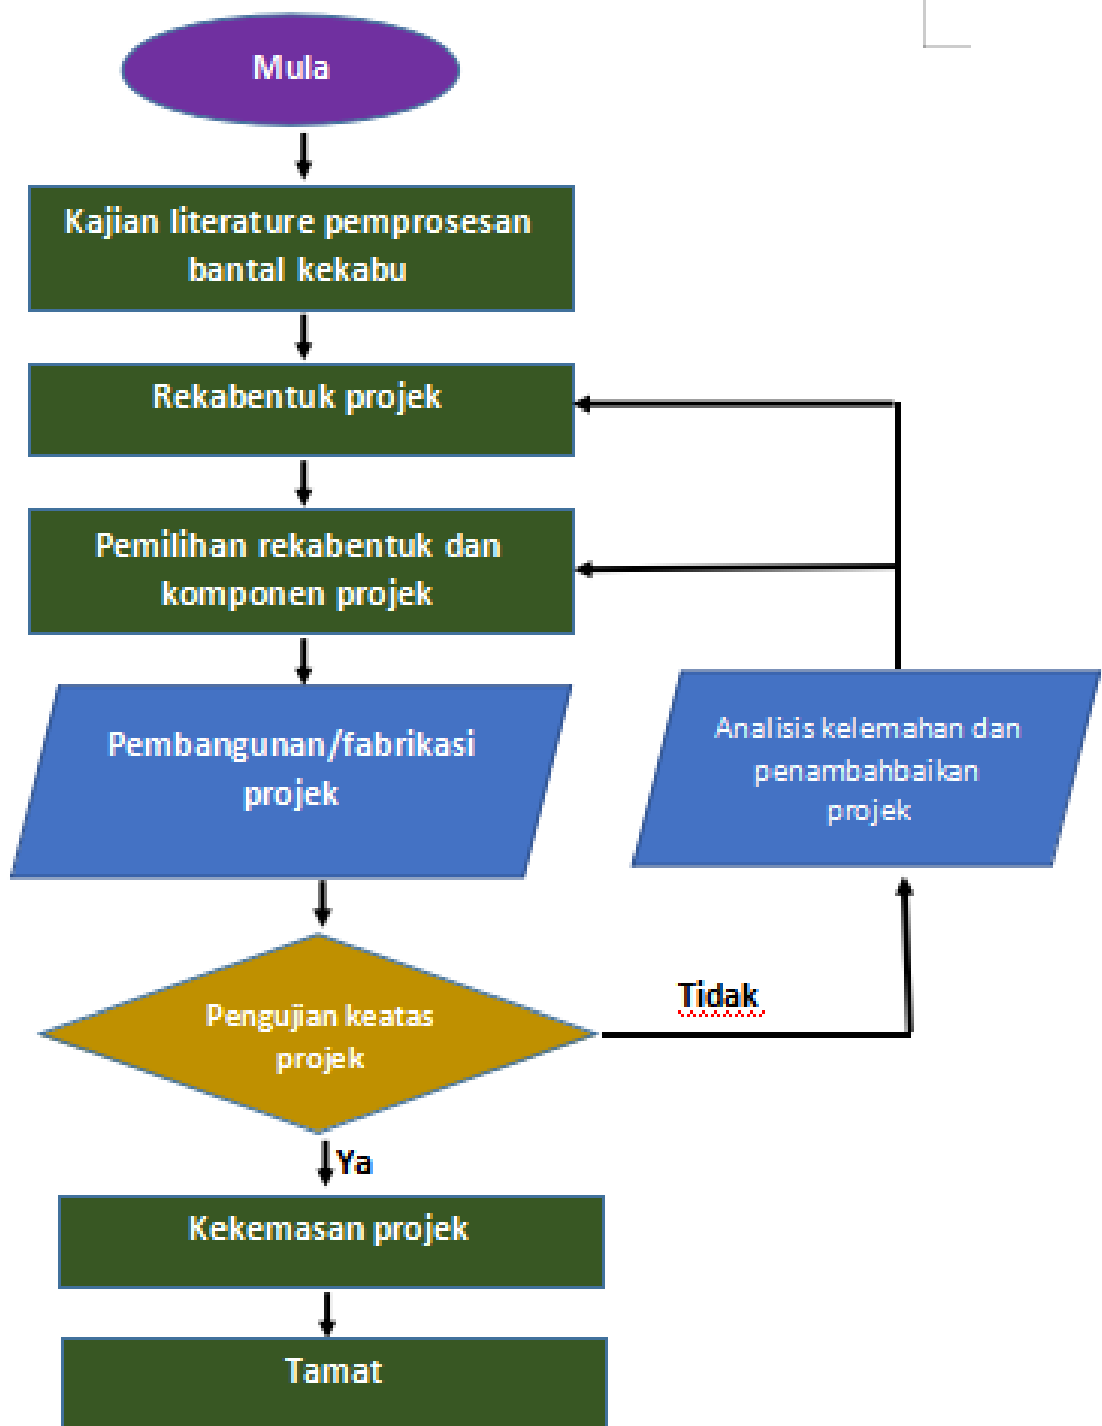 Mula
Kajian literature pemprosesan
bantal kekabu
Rekabentuk projek
Pemilihan rekabentuk dan
komponen projek
Pembangunan/fabrikasi
projek
Analisis kelemahan dan
penambahbaikan
projek
Pengujian keatas
projek
Tidak
Ya
Kekemasan projek
Tamat